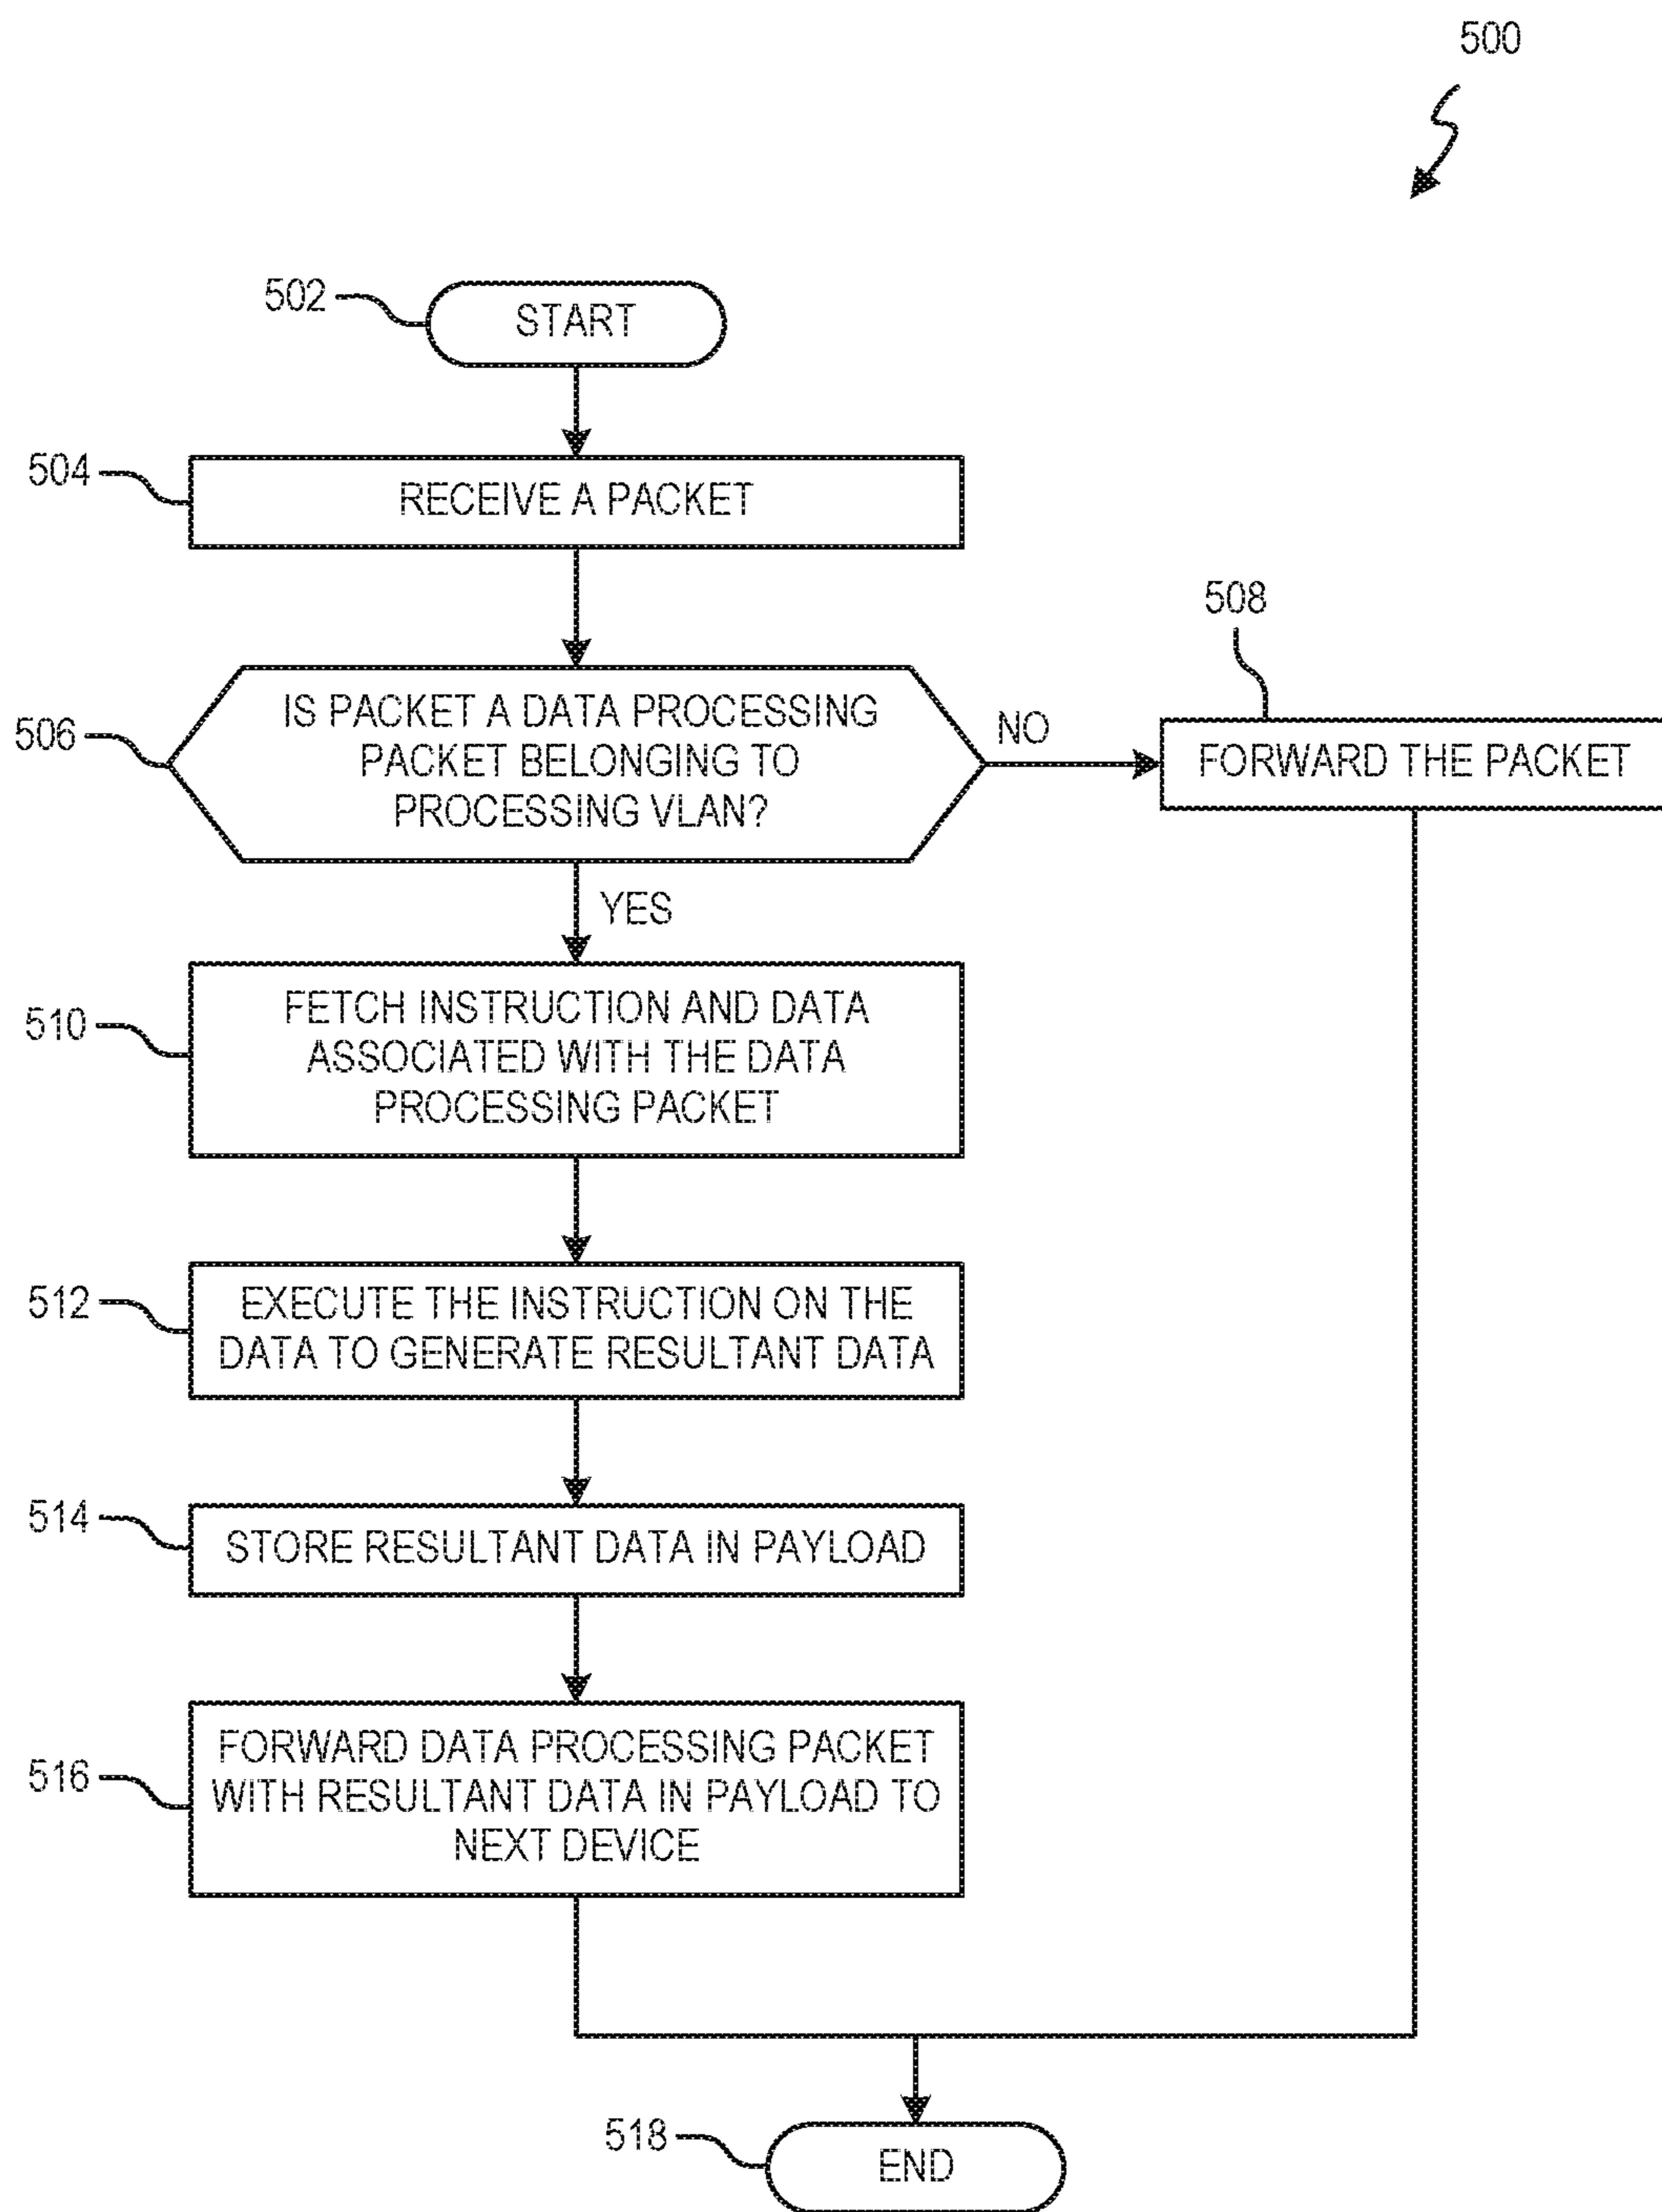 500
502
START
504
RECEIVE A PACKET
506
IS PACKET A DATA PROCESSING
PACKET BELONGING TO
PROCESSING VLAN?
NO
508
FORWARD THE PACKET
YES
510
FETCH INSTRUCTION AND DATA
ASSOCIATED WITH THE DATA
PROCESSING PACKET
512
EXECUTE THE INSTRUCTION ON THE
DATA TO GENERATE RESULTANT DATA
514
STORE RESULTANT DATA IN PAYLOAD
516
FORWARD DATA PROCESSING PACKET
WITH RESULTANT DATA IN PAYLOAD TO
NEXT DEVICE
518
END